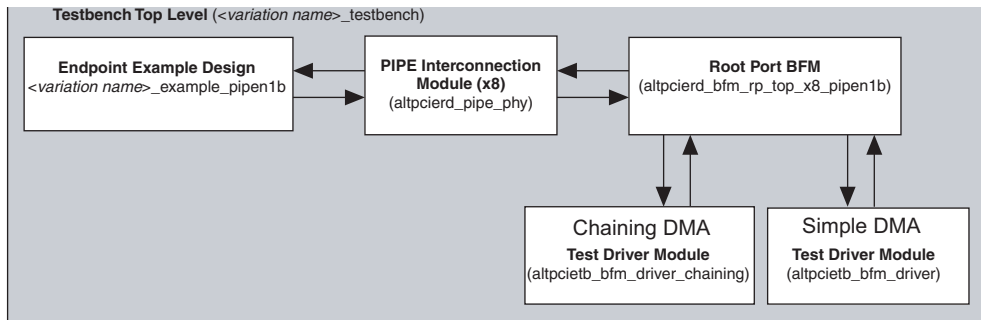 Testbench Top Level (<variation name>_testbench)
Endpoint Example Design
<variation name>_example_pipen1b
PIPE Interconnection
Module (x8)
(altpcierd_pipe_phy)
Root Port BFM
(altpcierd_bfm_rp_top_x8_pipen1b)
Chaining DMA
Test Driver Module
(altpcietb_bfm_driver_chaining)
Simple DMA
Test Driver Module
(altpcietb_bfm_driver)